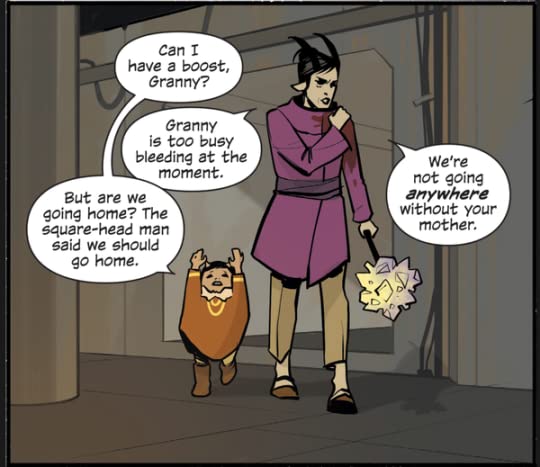 Can I
have a boost,
Granny?
Granny
is too busy
bleeding at the
moment.
But are we
going home? The
square-head man
said we should
go home.
We're
not going
anywhere
without your
mother.